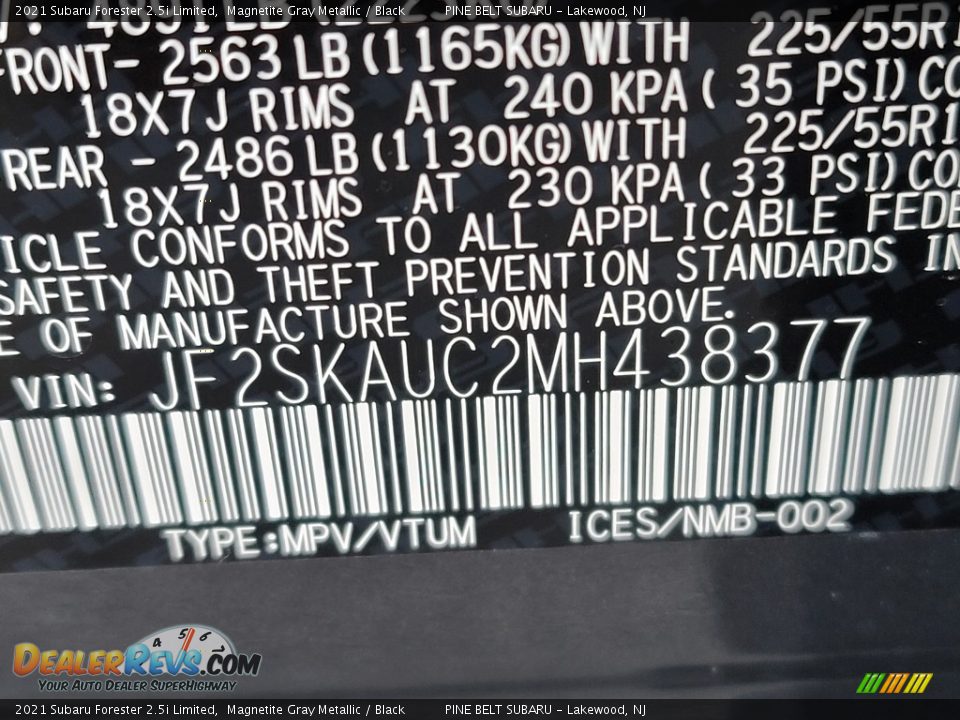 2021 Subaru Forester 2.5i Limited, Magnetite Gray Metallic / Black PINE BELT SUBARU - Lakewood, NJ
FRONT- 2563 LB (1165KG) WITH 225/55R1
18X7J RIMS AT 240 KPA ( 35 PSI) CO
REAR - 2486 LB (1130KG) WITH 225/55R1
18X7J RIMS AT 230 KPA ( 33 PSI) CO
ICLE CONFORMS TO ALL APPLICABLE FEDE
SAFETY AND THEFT PREVENTION STANDARDS IN
E OF MANUFACTURE SHOWN ABOVE.
VIN: JF2SKAUC2MH438377
TYPE:MPV/VTUM ICES/NMB-002
4 5 6
DEALERREVS.COM
YOUR AUTO DEALER SUPERHIGHWAY
2021 Subaru Forester 2.5i Limited, Magnetite Gray Metallic / Black PINE BELT SUBARU - Lakewood, NJ